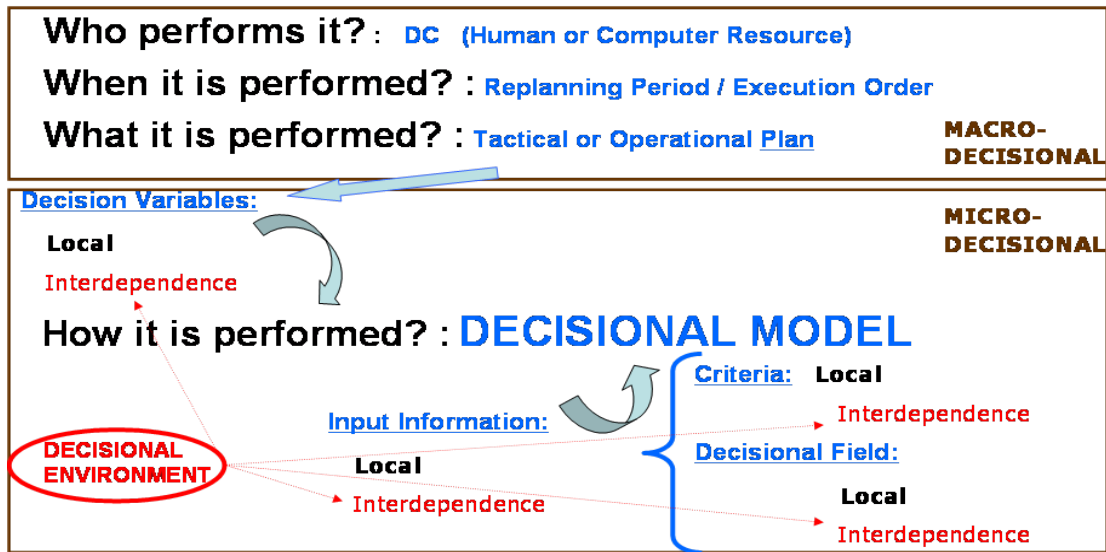 Who performs it? : DC (Human or Computer Resource)
When it is performed? : Replanning Period / Execution Order
What it is performed? : Tactical or Operational Plan
MACRO-
DECISIONAL
Decision Variables:
Local
Interdependence
MICRO-
DECISIONAL
How it is performed? : DECISIONAL MODEL
Criteria: Local
Interdependence
Input Information:
Local
Interdependence
Decisional Field:
Local
Interdependence
DECISIONAL
ENVIRONMENT